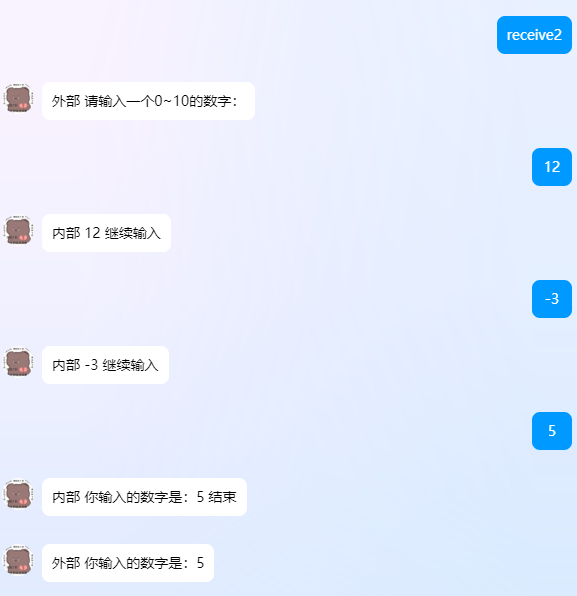 receive2
外部 请输入一个0~10的数字：
12
内部 12 继续输入
-3
内部 -3 继续输入
5
内部 你输入的数字是：5 结束
外部 你输入的数字是：5